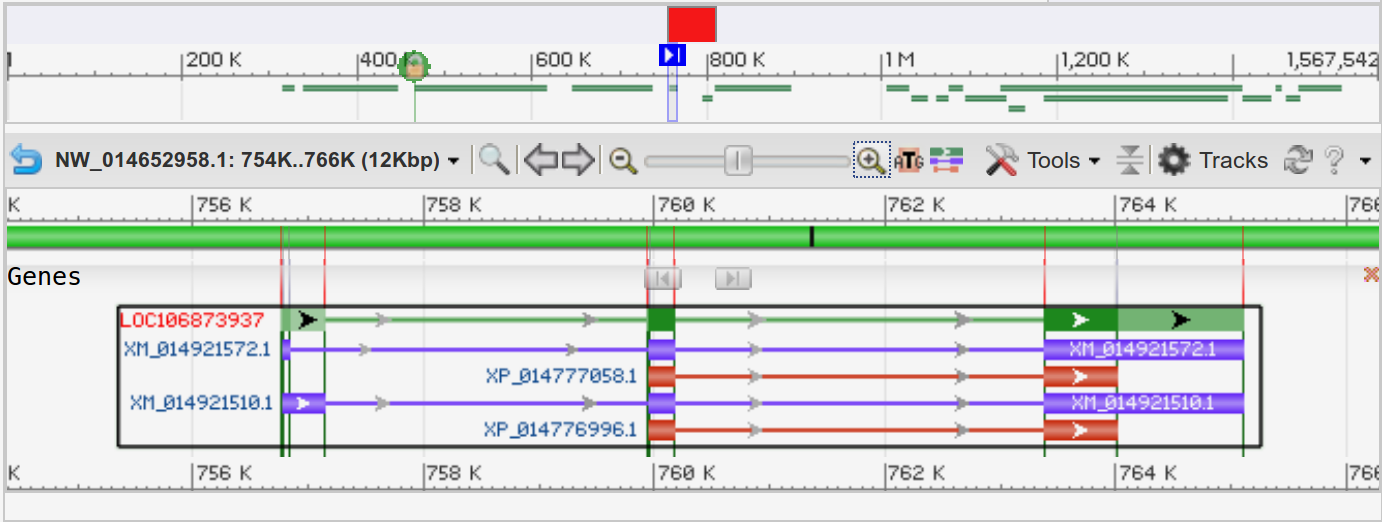 200 K 400 600 K 800 K 1 M 1,200 K 1,567,542
NW_014652958.1: 754K..766K (12Kbp) ATG Tools Tracks ?
K 756 K 758 K 760 K 762 K 764 K 766
Genes
LOC106873937
XM_014921572.1 XM_014921572.1
XP_014777058.1
XM_014921510.1 XM_014921510.1
XP_014776996.1
K 756 K 758 K 760 K 762 K 764 K 766